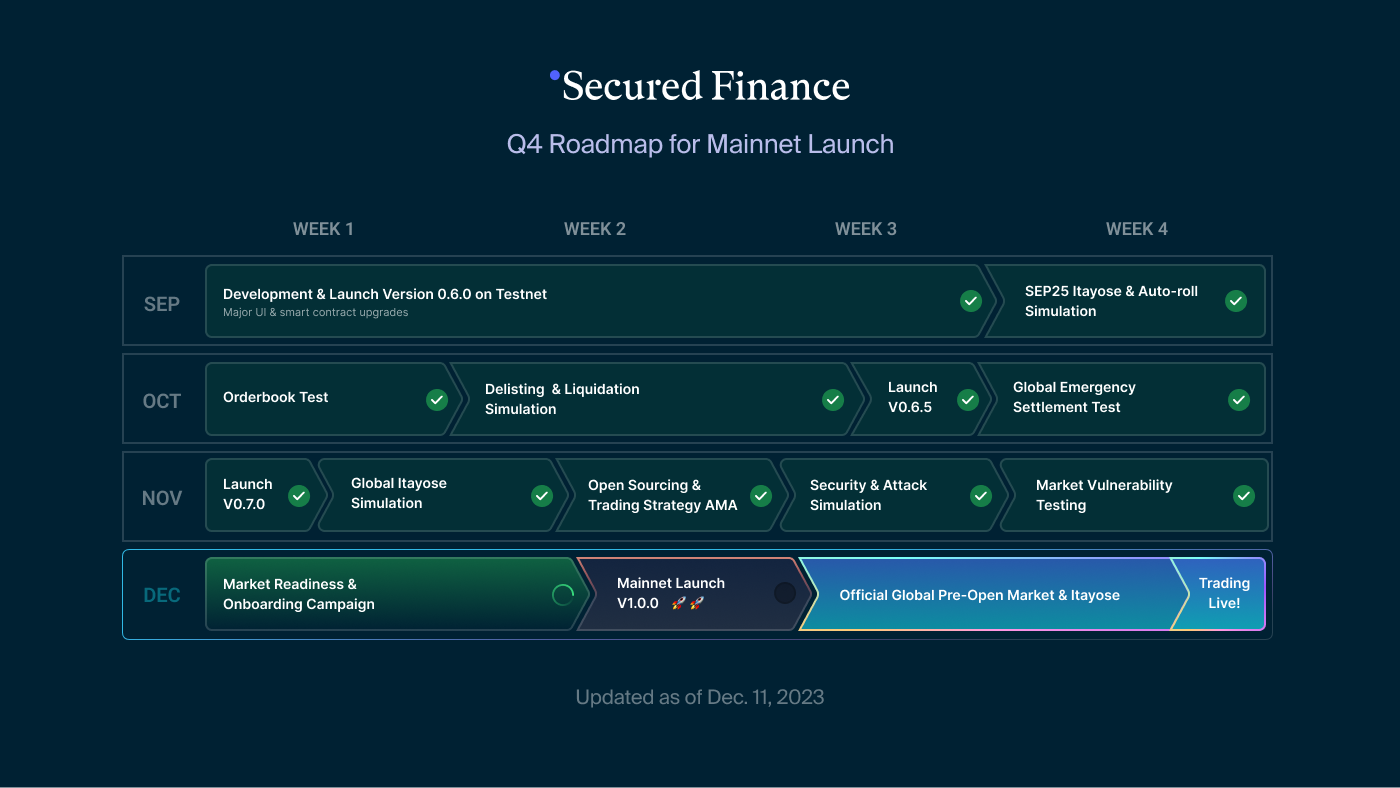 Secured Finance
Q4 Roadmap for Mainnet Launch
WEEK 1
WEEK 2
WEEK 3
WEEK 4
SEP
Development & Launch Version 0.6.0 on Testnet
Major UI & smart contract upgrades
SEP25 Itayose & Auto-roll
Simulation
OCT
Orderbook Test
Delisting & Liquidation
Simulation
Launch
V0.6.5
Global Emergency
Settlement Test
NOV
Launch
V0.7.0
Global Itayose
Simulation
Open Sourcing &
Trading Strategy AMA
Security & Attack
Simulation
Market Vulnerability
Testing
DEC
Market Readiness &
Onboarding Campaign
Mainnet Launch
V1.0.0 🚀🚀
Official Global Pre-Open Market & Itayose
Trading
Live!
Updated as of Dec. 11, 2023